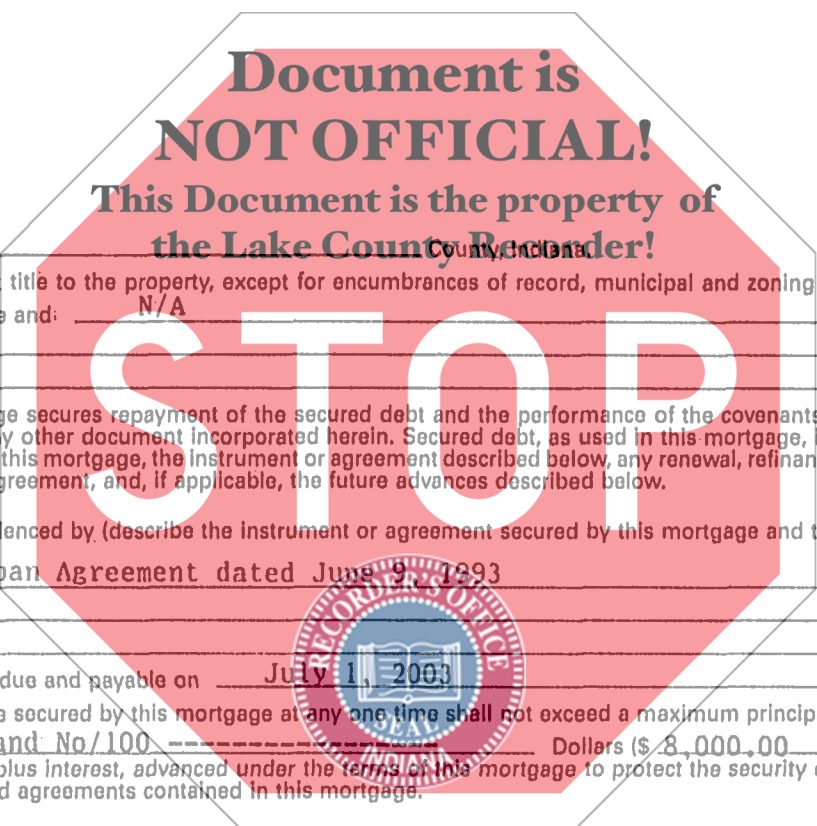 Document is
NOT OFFICIAL!
This Document is the property of
the Lake County Recorder!
County, Indiana,
title to the property, except for encumbrances of record, municipal and zoning
and: N/A
STOP
ge secures repayment of the secured debt and the performance of the covenants
y other document incorporated herein. Secured debt, as used in this mortgage,
this mortgage, the instrument or agreement described below, any renewal, refinan
greement, and, if applicable, the future advances described below.
enced by (describe the instrument or agreement secured by this mortgage and t
oan Agreement dated June 9, 1993
RECORDER'S OFFICE
due and payable on July 1, 2003
SEAL
e secured by this mortgage at any one time shall not exceed a maximum princip
and No/100 ---------------------- Dollars ($ 8,000.00
INDIANA
plus interest, advanced under the terms of this mortgage to protect the security
d agreements contained in this mortgage.